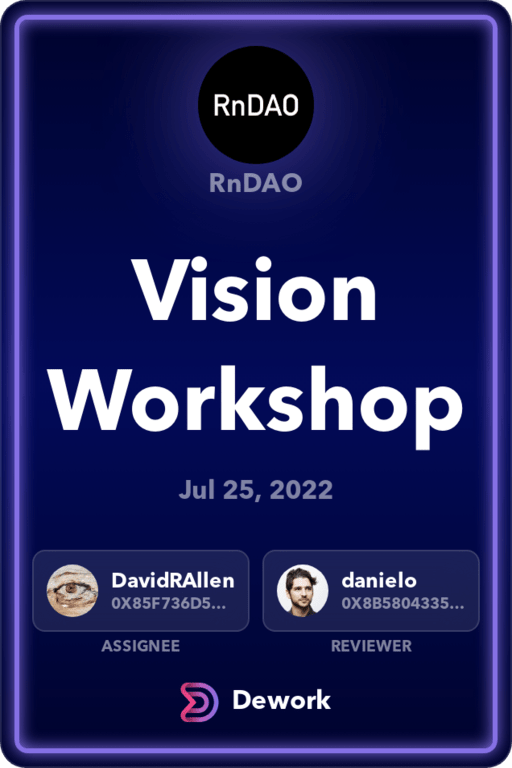 RnDAO
RnDAO
Vision
Workshop
Jul 25, 2022
DavidRAllen
0X85F736D5...
danielo
0X8B5804335...
ASSIGNEE
REVIEWER
Dework